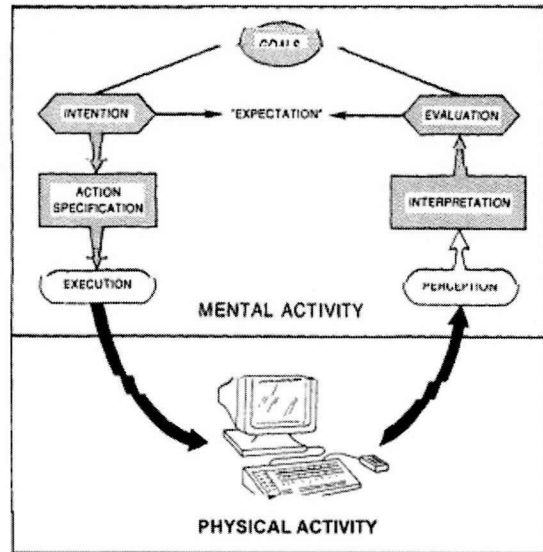 GOALS
INTENTION
"EXPECTATION"
EVALUATION
ACTION
SPECIFICATION
INTERPRETATION
EXECUTION
PERCEPTION
MENTAL ACTIVITY
PHYSICAL ACTIVITY